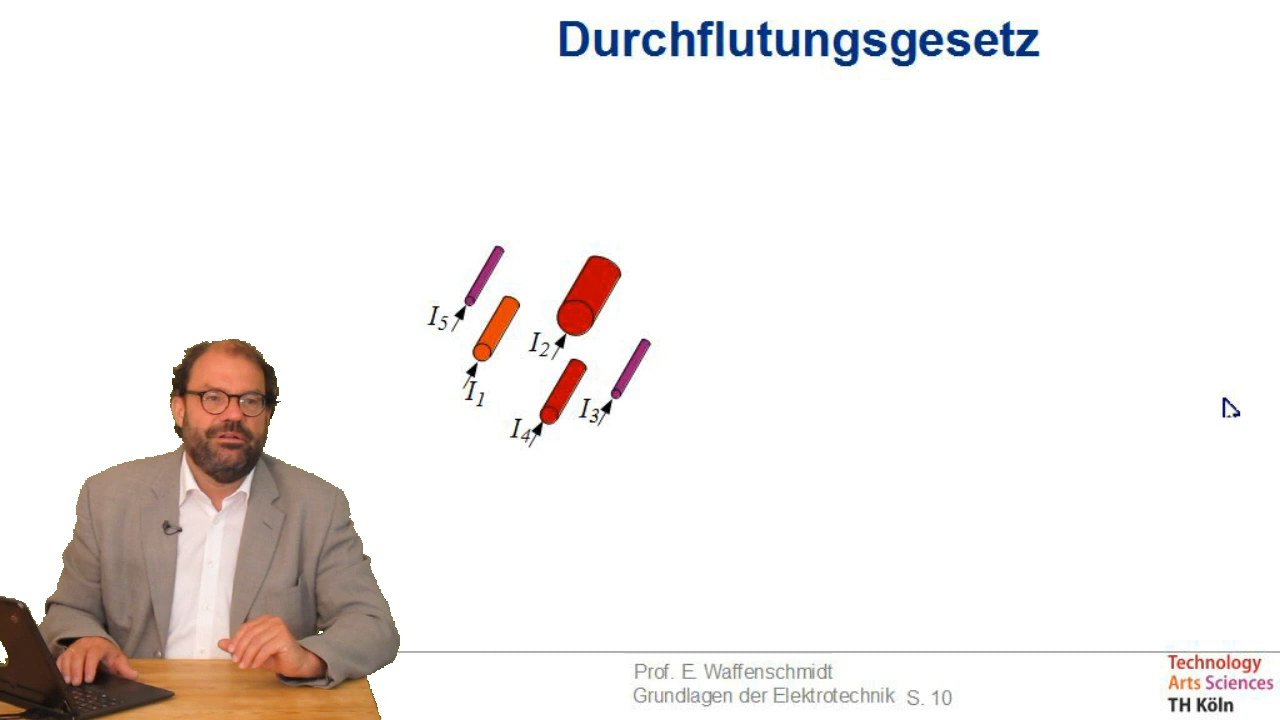 Durchflutungsgesetz
I5
I2
I1
I3
I4
Prof. E. Waffenschmidt
Grundlagen der Elektrotechnik S. 10
Technology
Arts Sciences
TH Köln